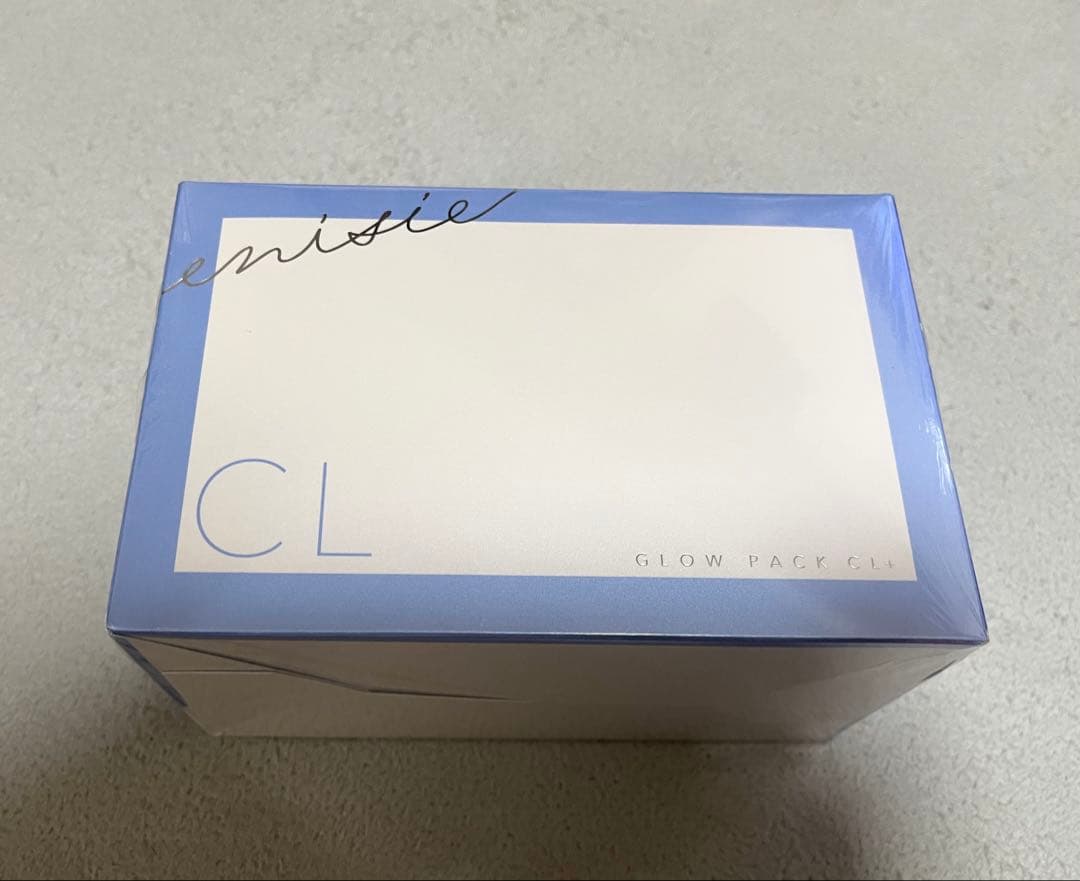 enisie
CL
GLOW PACK CL+